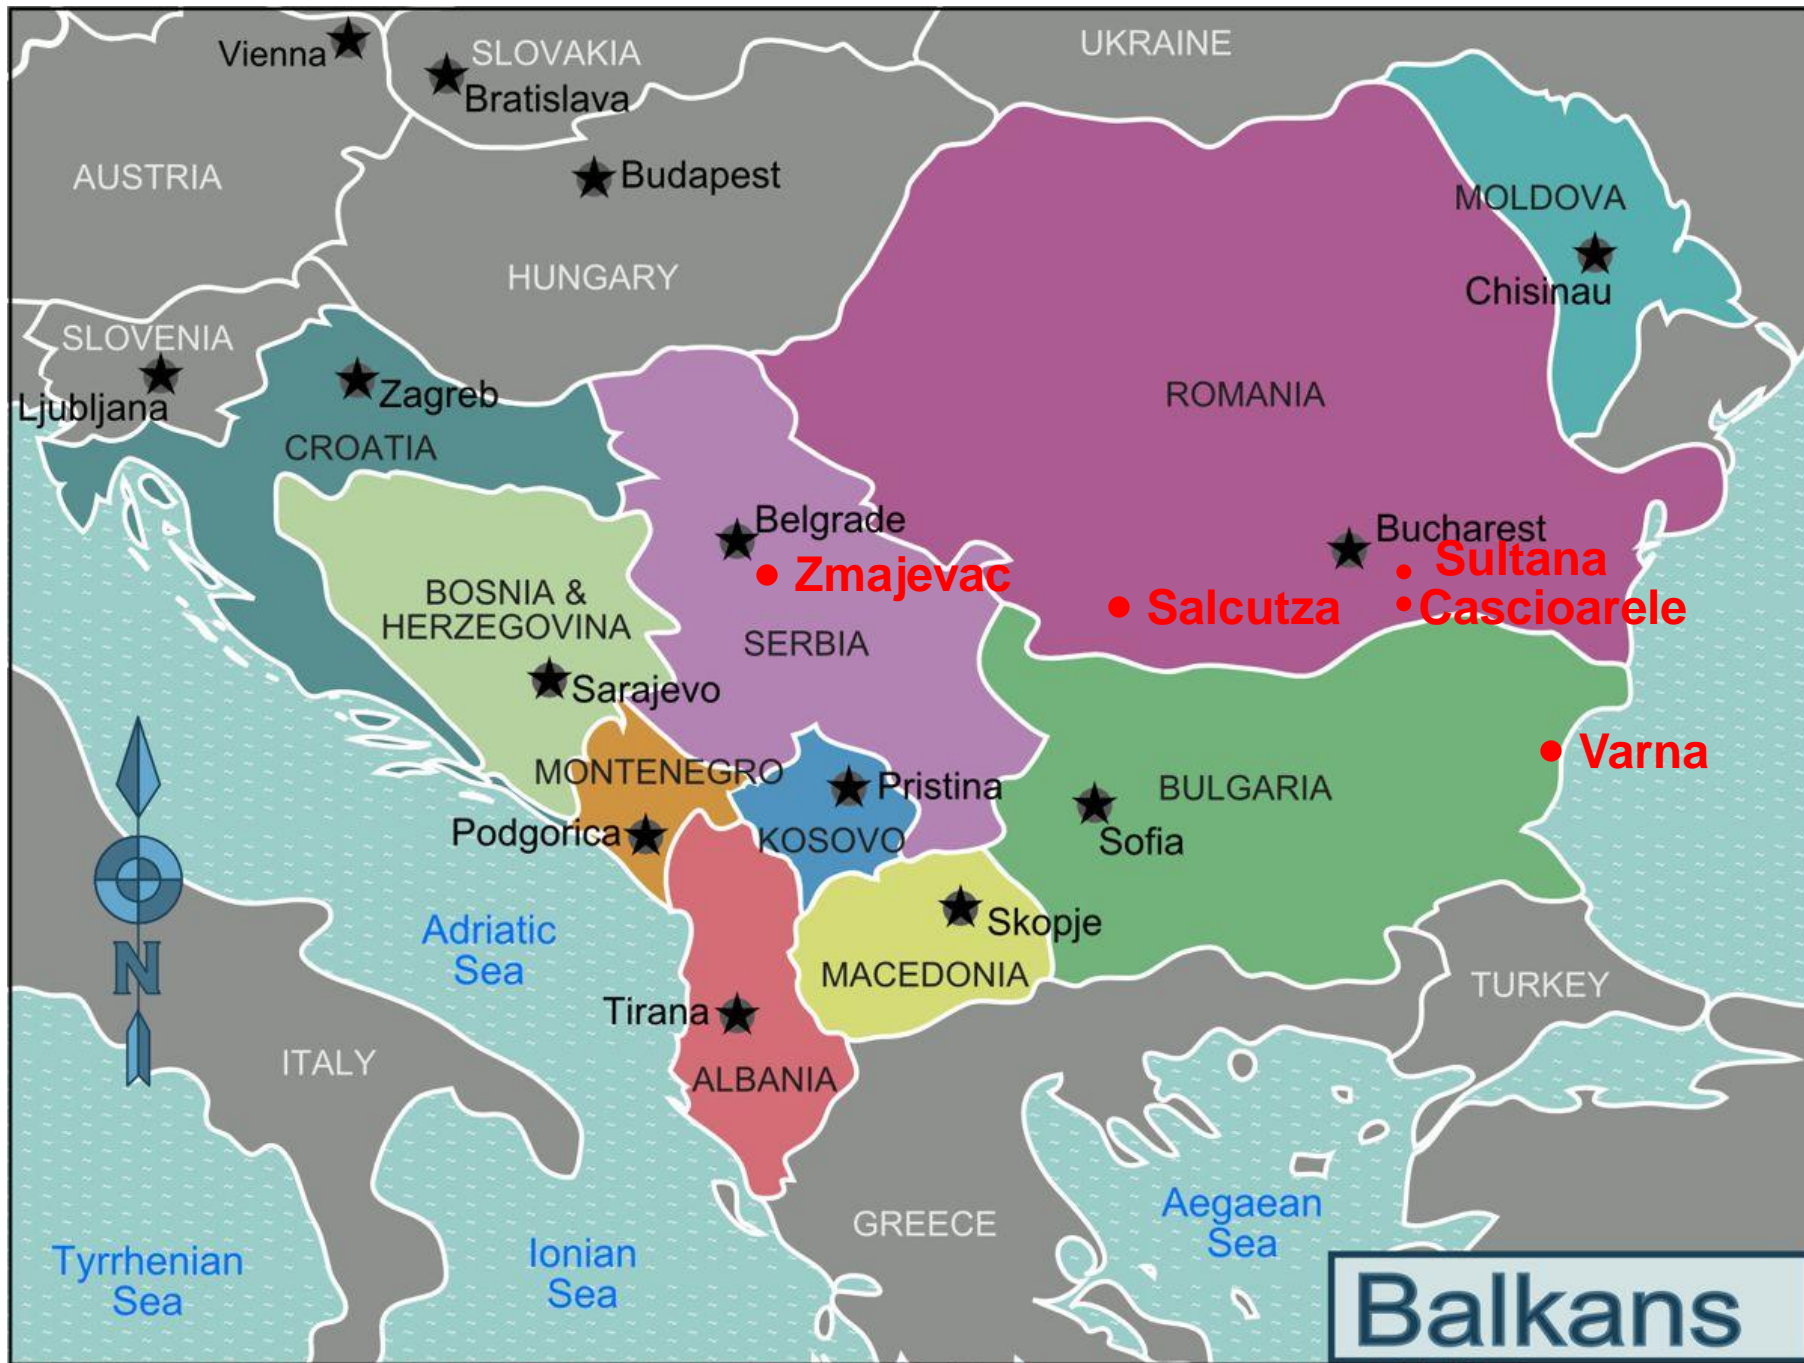 Vienna
SLOVAKIA
UKRAINE
Bratislava
AUSTRIA
Budapest
MOLDOVA
HUNGARY
Chisinau
SLOVENIA
Ljubljana
Zagreb
ROMANIA
CROATIA
Belgrade
Bucharest
Sultana
Zmajevac
Salcutza
Cascioarele
BOSNIA &
HERZEGOVINA
SERBIA
Sarajevo
Varna
MONTENEGRO
Pristina
BULGARIA
Podgorica
KOSOVO
Sofia
Adriatic
Sea
Skopje
N
MACEDONIA
TURKEY
Tirana
ITALY
ALBANIA
Aegaean
Sea
GREECE
Tyrrhenian
Sea
Ionian
Sea
Balkans